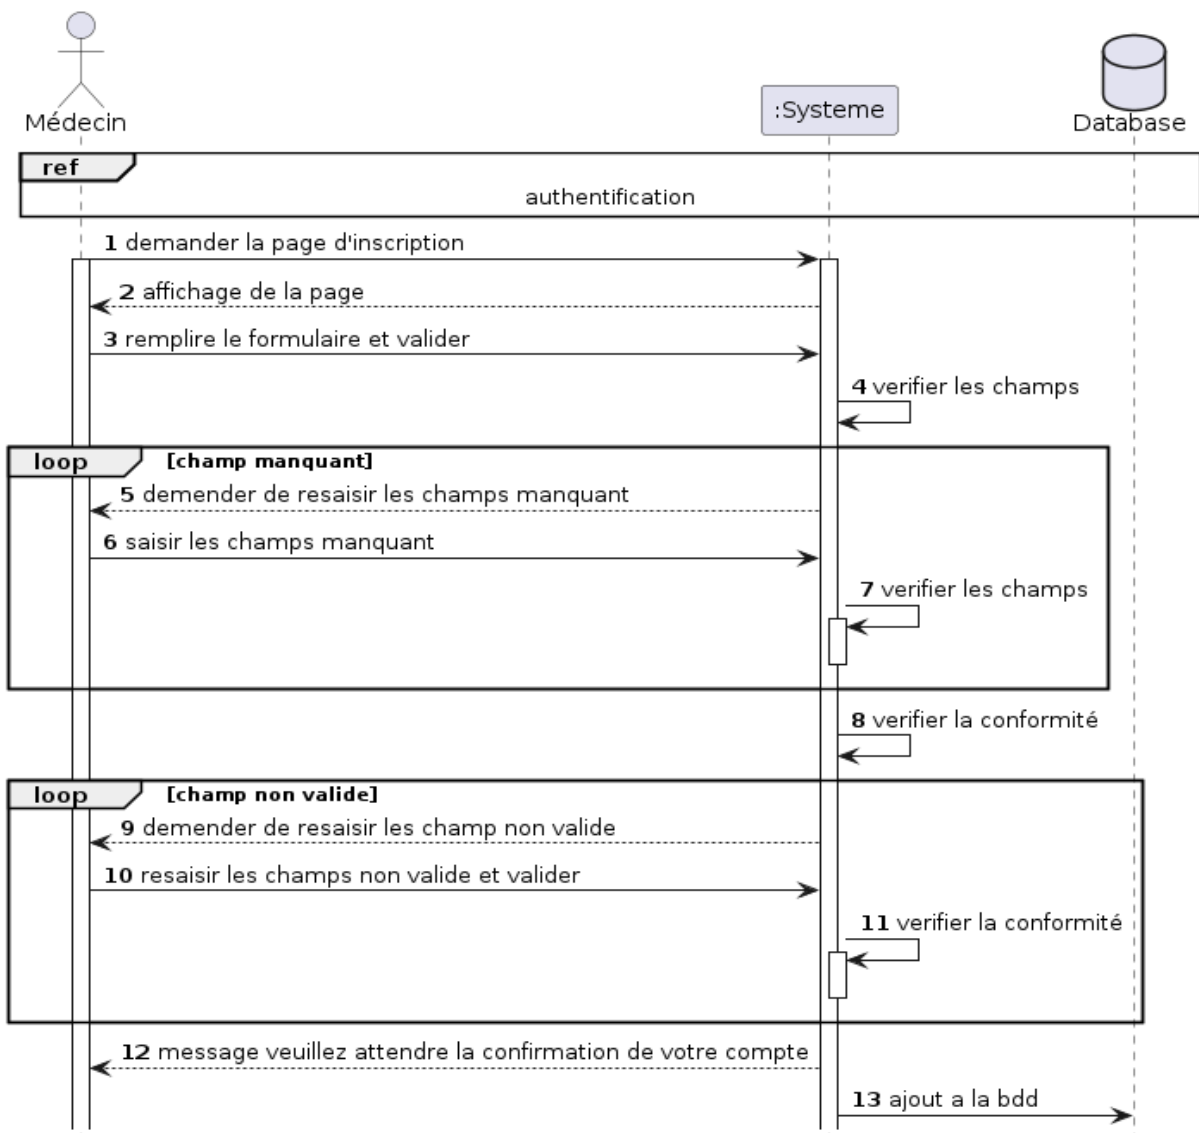 Médecin
:Systeme
Database
ref
authentification
1 demander la page d'inscription
2 affichage de la page
3 remplire le formulaire et valider
4 verifier les champs
loop [champ manquant]
5 demender de resaisir les champs manquant
6 saisir les champs manquant
7 verifier les champs
8 verifier la conformité
loop [champ non valide]
9 demender de resaisir les champ non valide
10 resaisir les champs non valide et valider
11 verifier la conformité
12 message veuillez attendre la confirmation de votre compte
13 ajout a la bdd